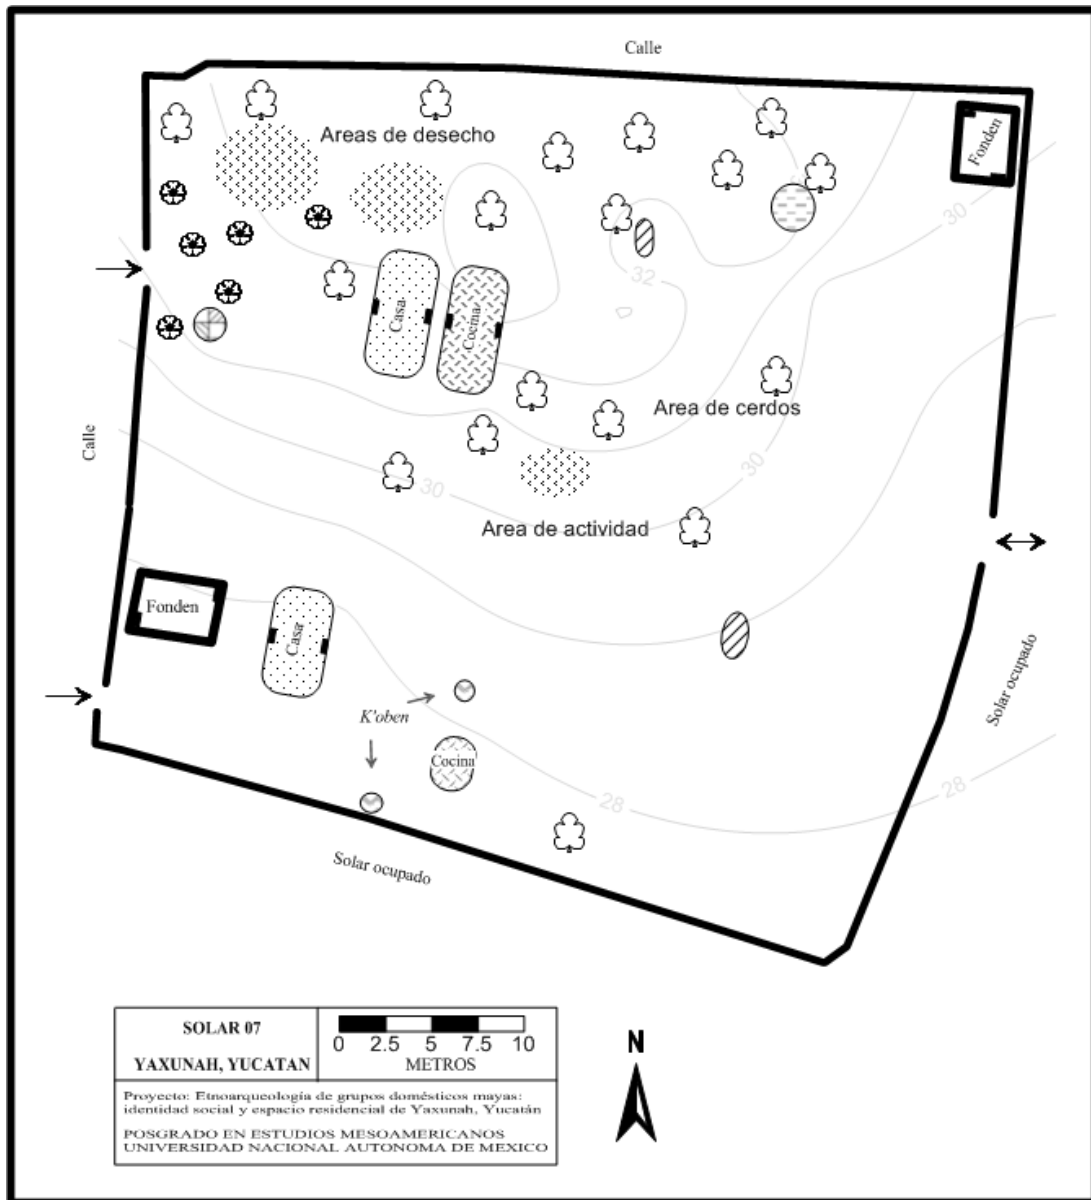 Calle
Areas de desecho
Fonden
30
32
Casa
Cocina
Area de cerdos
Calle
30
30
Area de actividad
Fonden
Casa
Solar ocupado
K'oben
Cocina
28
28
Solar ocupado
SOLAR 07
YAXUNAH, YUCATAN
0 2.5 5 7.5 10
METROS
Proyecto: Etnoarqueología de grupos domésticos mayas:
identidad social y espacio residencial de Yaxunah, Yucatán
POSGRADO EN ESTUDIOS MESOAMERICANOS
UNIVERSIDAD NACIONAL AUTONOMA DE MEXICO
N